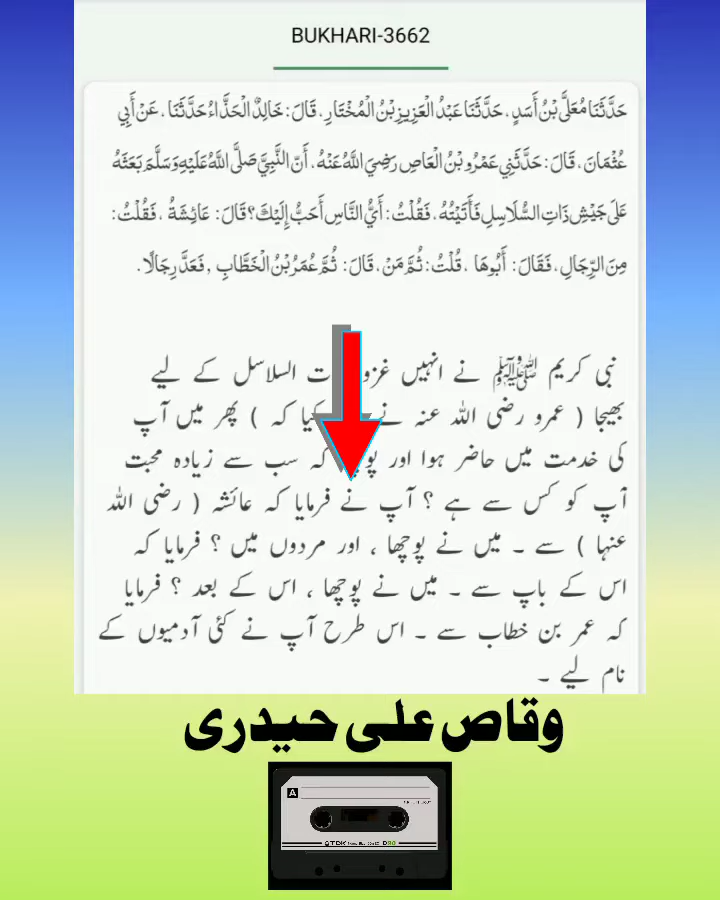 BUKHARI-3662
حَدَّثَنَا مُعَلَّى بْنُ أَسَدٍ ، حَدَّثَنَا عَبْدُ الْعَزِيزِ بْنُ الْمُخْتَارِ ، قَالَ : خَالِدٌ الْحَذَّاءُ حَدَّثَنَا ، عَنْ أَبِي
عُثْمَانَ ، قَالَ : حَدَّثَنِي عَمْرُو بْنُ الْعَاصِ رَضِيَ اللَّهُ عَنْهُ ، أَنّ النَّبِيَّ صَلَّى اللَّهُ عَلَيْهِ وَسَلَّمَ بَعَثَهُ
عَلَى جَيْشِ ذَاتِ السُّلَاسِلِ فَأَتَيْتُهُ ، فَقُلْتُ : أَيُّ النَّاسِ أَحَبُّ إِلَيْكَ ؟ قَالَ : عَائِشَةُ ، فَقُلْتُ :
مِنَ الرِّجَالِ ، فَقَالَ : أَبُوهَا ، قُلْتُ : ثُمَّ مَنْ ، قَالَ : ثُمَّ عُمَرُ بْنُ الْخَطَّابِ , فَعَدَّ رِجَالًا .
نبی کریم ﷺ نے انہیں السلاسل کے لیے
بھیجا ( عمرو رضی اللہ عنہ نے کیا کہ ) پھر میں آپ
کی خدمت میں حاضر ہوا اور کہ سب سے زیادہ محبت
آپ کو کس سے ہے ؟ آپ نے فرمایا کہ عائشہ ( رضی اللہ
عنہا ) سے ۔ میں نے پوچھا ، اور مردوں میں ؟ فرمایا کہ
اس کے باپ سے ۔ میں نے پوچھا ، اس کے بعد ؟ فرمایا
کہ عمر بن خطاب سے ۔ اس طرح آپ نے کئی آدمیوں کے
نام لیے ۔
وقاص علی حیدری
A
TDK
D90